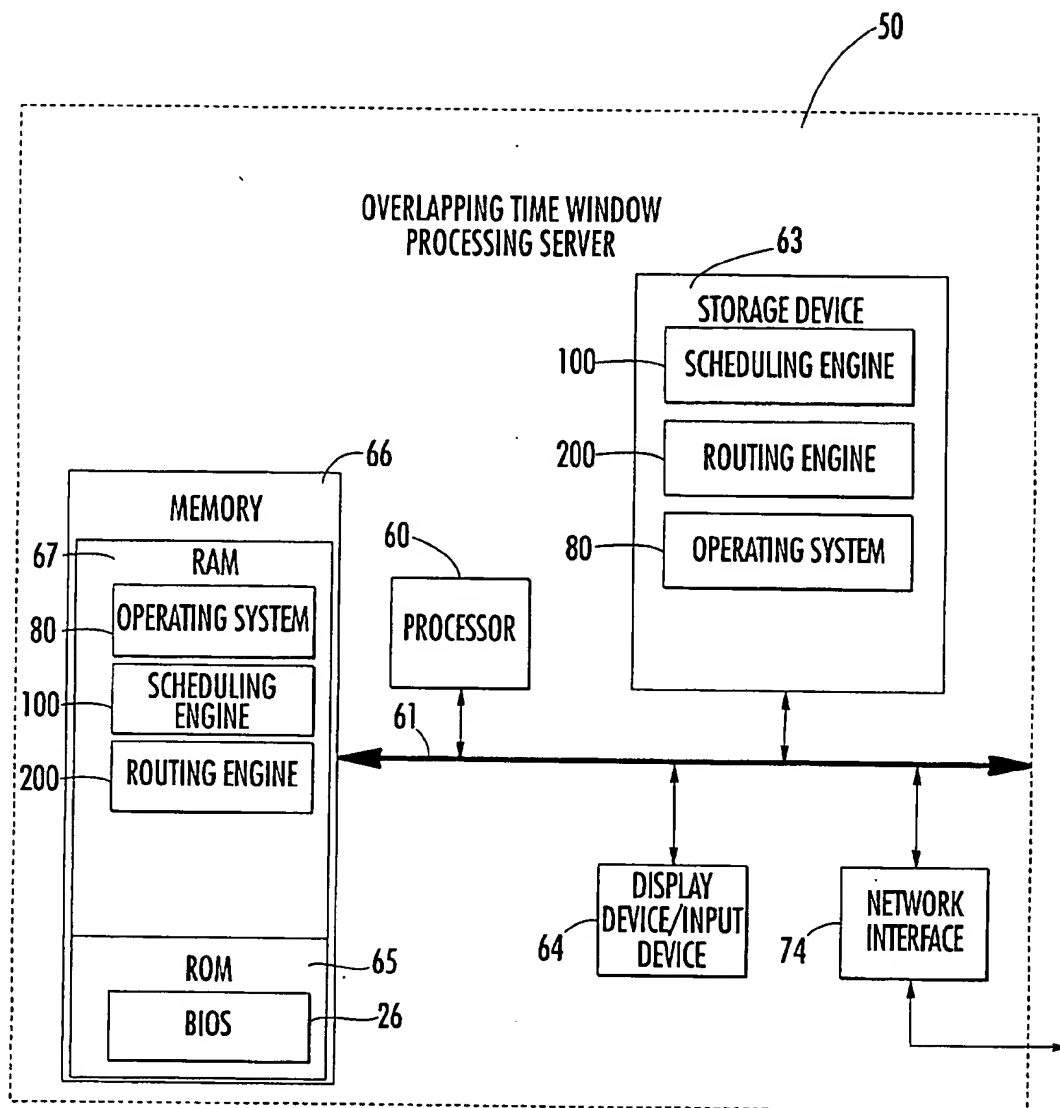 50
OVERLAPPING TIME WINDOW
PROCESSING SERVER
63
STORAGE DEVICE
100
SCHEDULING ENGINE
200
ROUTING ENGINE
80
OPERATING SYSTEM
66
MEMORY
67
RAM
80
OPERATING SYSTEM
100
SCHEDULING
ENGINE
200
ROUTING ENGINE
ROM
65
BIOS
26
60
PROCESSOR
61
64
DISPLAY
DEVICE/INPUT
DEVICE
74
NETWORK
INTERFACE